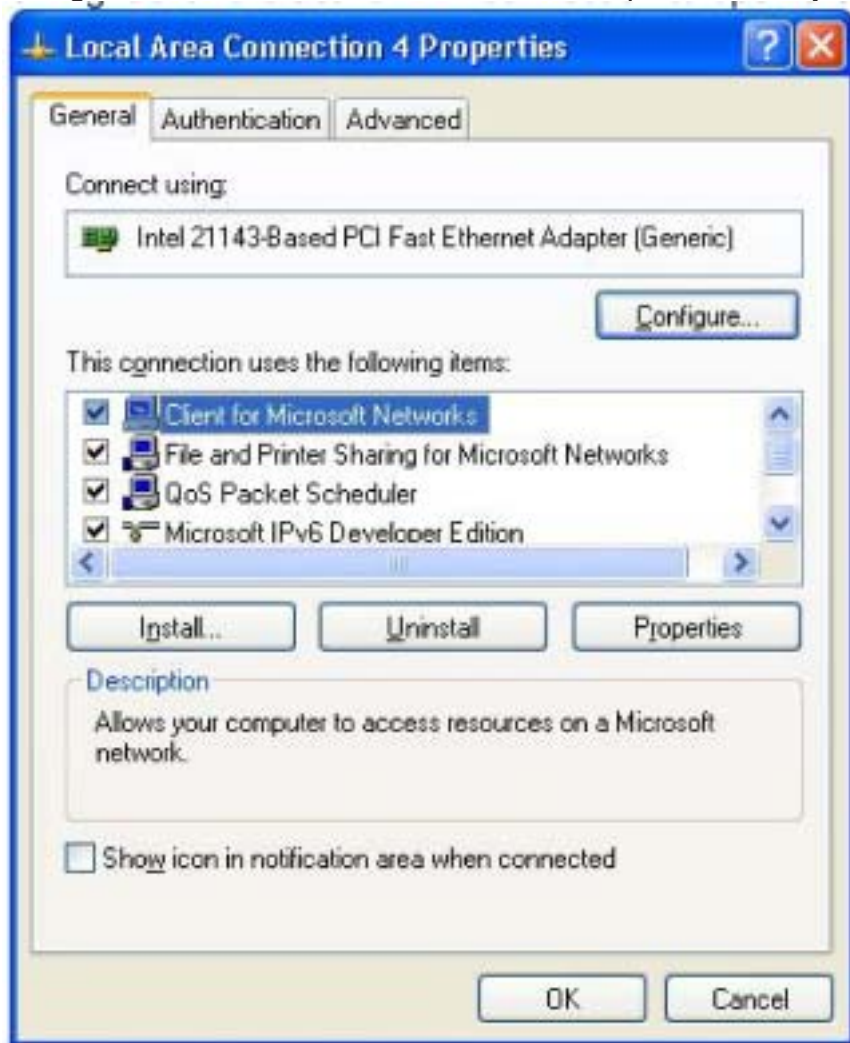 Local Area Connection 4 Properties
General Authentication Advanced
Connect using:
Intel 21143-Based PCI Fast Ethernet Adapter (Generic)
Configure...
This connection uses the following items:
Client for Microsoft Networks
File and Printer Sharing for Microsoft Networks
QoS Packet Scheduler
Microsoft IPv6 Developer Edition
Install... Uninstall Properties
Description
Allows your computer to access resources on a Microsoft
network.
Show icon in notification area when connected
OK Cancel